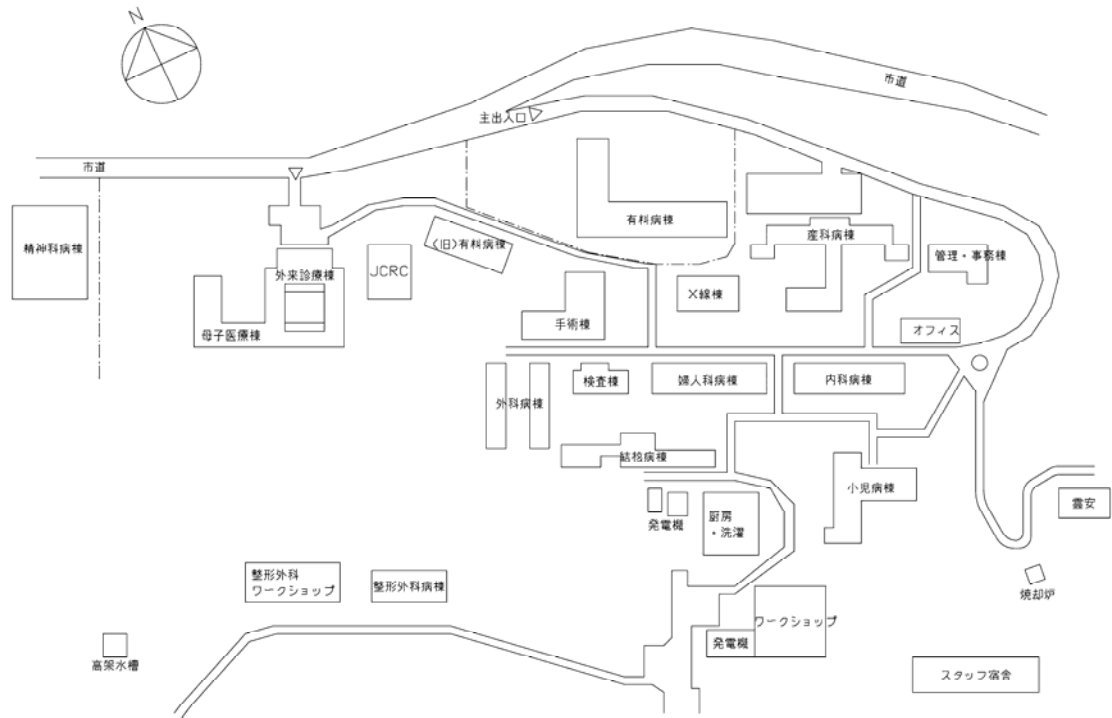 N
市道
主出入口
市道
精神科病棟
外来診療棟
母子医療棟
JCRC
(旧)有料病棟
有料病棟
産科病棟
管理・事務棟
X線棟
手術棟
オフィス
外科病棟
検査棟
婦人科病棟
内科病棟
結核病棟
小児病棟
発電機
厨房
・洗濯
霊安
整形外科
ワークショップ
整形外科病棟
焼却炉
ワークショップ
発電機
高架水槽
スタッフ宿舎